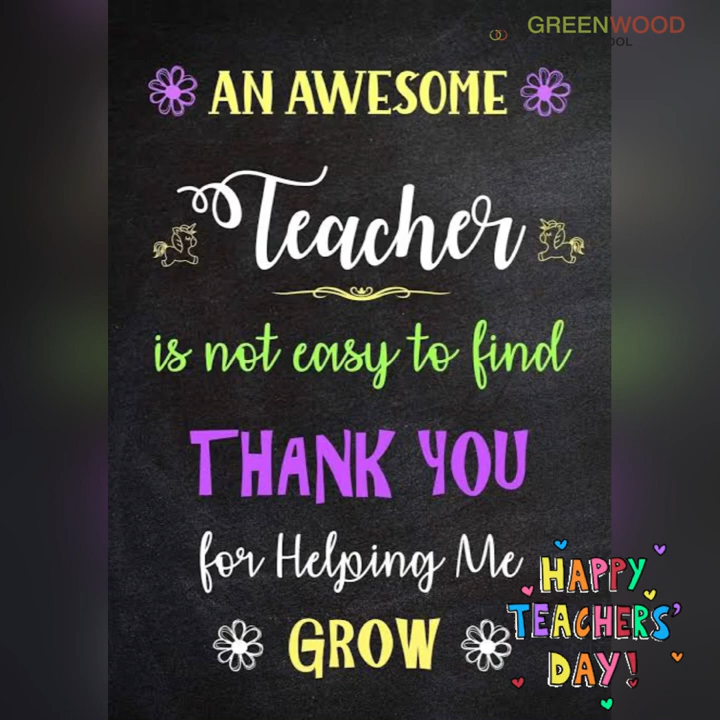 GREENWOOD
AN AWESOME
Teacher
is not easy to find
THANK YOU
for Helping Me
GROW
HAPPY
TEACHERS'
DAY!